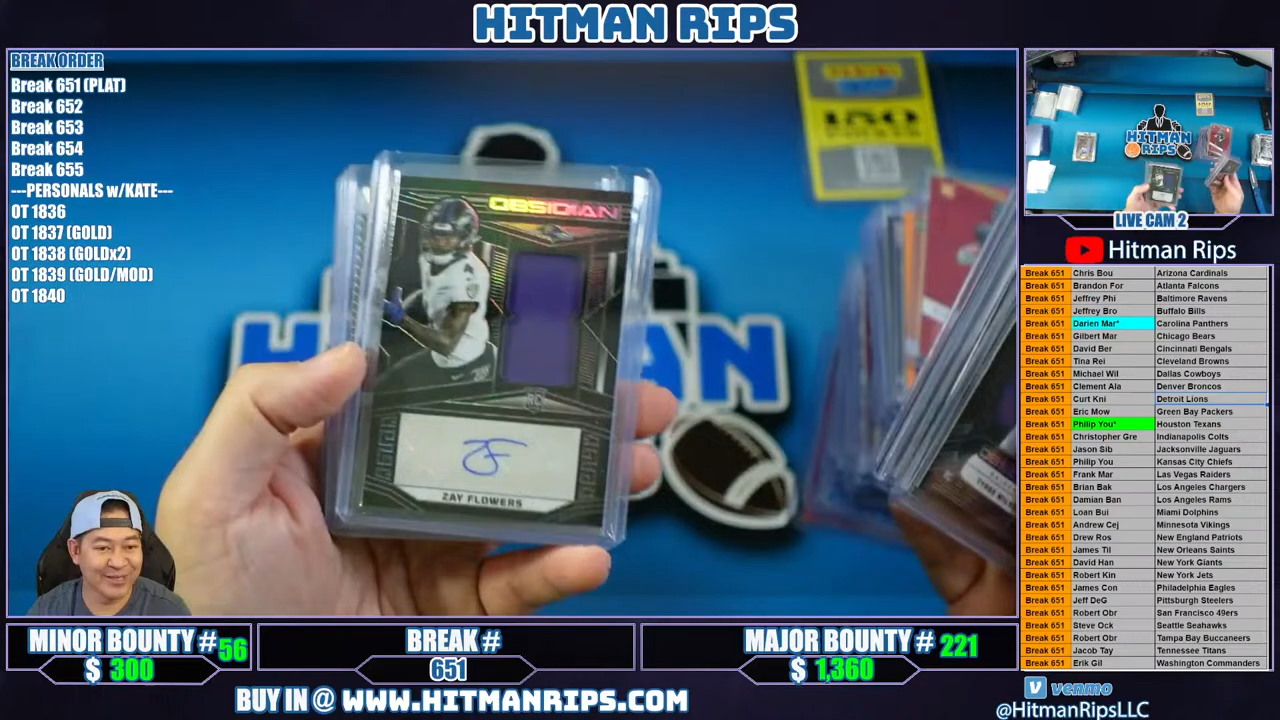 HITMAN RIPS
BREAK ORDER
Break 651 (PLAT)
Break 652
Break 653
Break 654
Break 655
---PERSONALS w/KATE---
OT 1836
OT 1837 (GOLD)
OT 1838 (GOLDx2)
OT 1839 (GOLD/MOD)
OT 1840
150
OBSIDIAN
RC
ZF
ZAY FLOWERS
HITMAN
RIPS
LIVE CAM 2
Hitman Rips
Break 651 Chris Bou Arizona Cardinals
Break 651 Brandon For Atlanta Falcons
Break 651 Jeffrey Phi Baltimore Ravens
Break 651 Jeffrey Bro Buffalo Bills
Break 651 Darien Mar* Carolina Panthers
Break 651 Gilbert Mar Chicago Bears
Break 651 David Ber Cincinnati Bengals
Break 651 Tina Rei Cleveland Browns
Break 651 Michael Wil Dallas Cowboys
Break 651 Clement Ala Denver Broncos
Break 651 Curt Kni Detroit Lions
Break 651 Eric Mow Green Bay Packers
Break 651 Philip You* Houston Texans
Break 651 Christopher Gre Indianapolis Colts
Break 651 Jason Sib Jacksonville Jaguars
Break 651 Philip You Kansas City Chiefs
Break 651 Frank Mar Las Vegas Raiders
Break 651 Brian Bak Los Angeles Chargers
Break 651 Damian Ban Los Angeles Rams
Break 651 Loan Bui Miami Dolphins
Break 651 Andrew Cej Minnesota Vikings
Break 651 Drew Ros New England Patriots
Break 651 James Til New Orleans Saints
Break 651 David Han New York Giants
Break 651 Robert Kin New York Jets
Break 651 James Con Philadelphia Eagles
Break 651 Jeff DeG Pittsburgh Steelers
Break 651 Robert Obr San Francisco 49ers
Break 651 Steve Ock Seattle Seahawks
Break 651 Robert Obr Tampa Bay Buccaneers
Break 651 Jacob Tay Tennessee Titans
Break 651 Erik Gil Washington Commanders
MINOR BOUNTY # 56
$ 300
BREAK #
651
MAJOR BOUNTY # 221
$ 1,360
BUY IN @ WWW.HITMANRIPS.COM
venmo
@HitmanRipsLLC